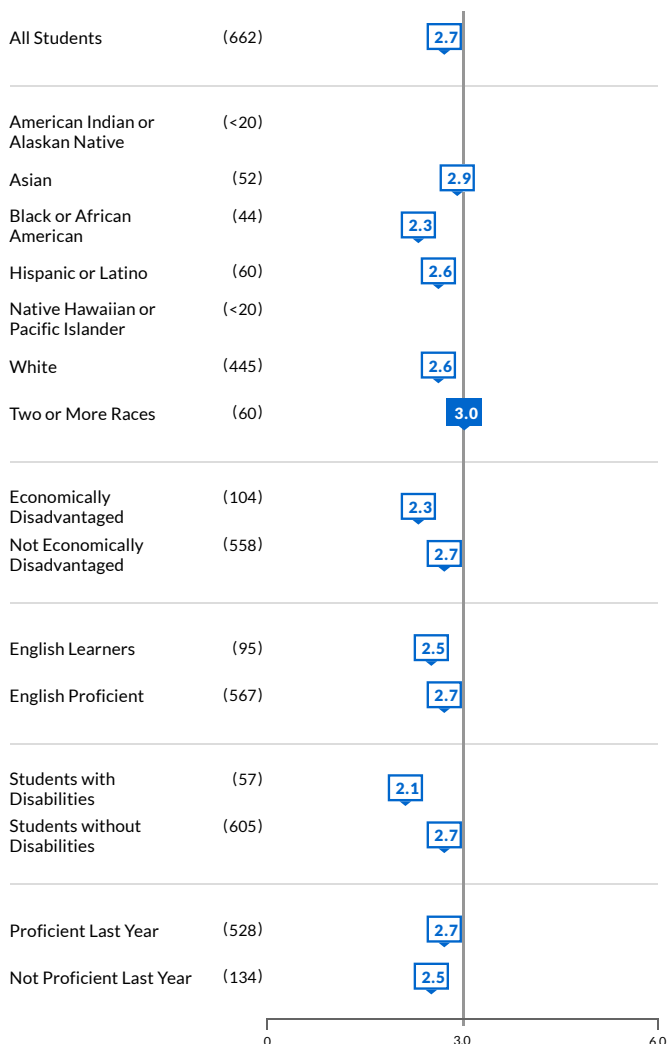 All Students (662) 2.7
American Indian or (<20)
Alaskan Native
Asian (52) 2.9
Black or African (44) 2.3
American
Hispanic or Latino (60) 2.6
Native Hawaiian or (<20)
Pacific Islander
White (445) 2.6
Two or More Races (60) 3.0
Economically (104) 2.3
Disadvantaged
Not Economically (558) 2.7
Disadvantaged
English Learners (95) 2.5
English Proficient (567) 2.7
Students with (57) 2.1
Disabilities
Students without (605) 2.7
Disabilities
Proficient Last Year (528) 2.7
Not Proficient Last Year (134) 2.5
0 3.0 6.0